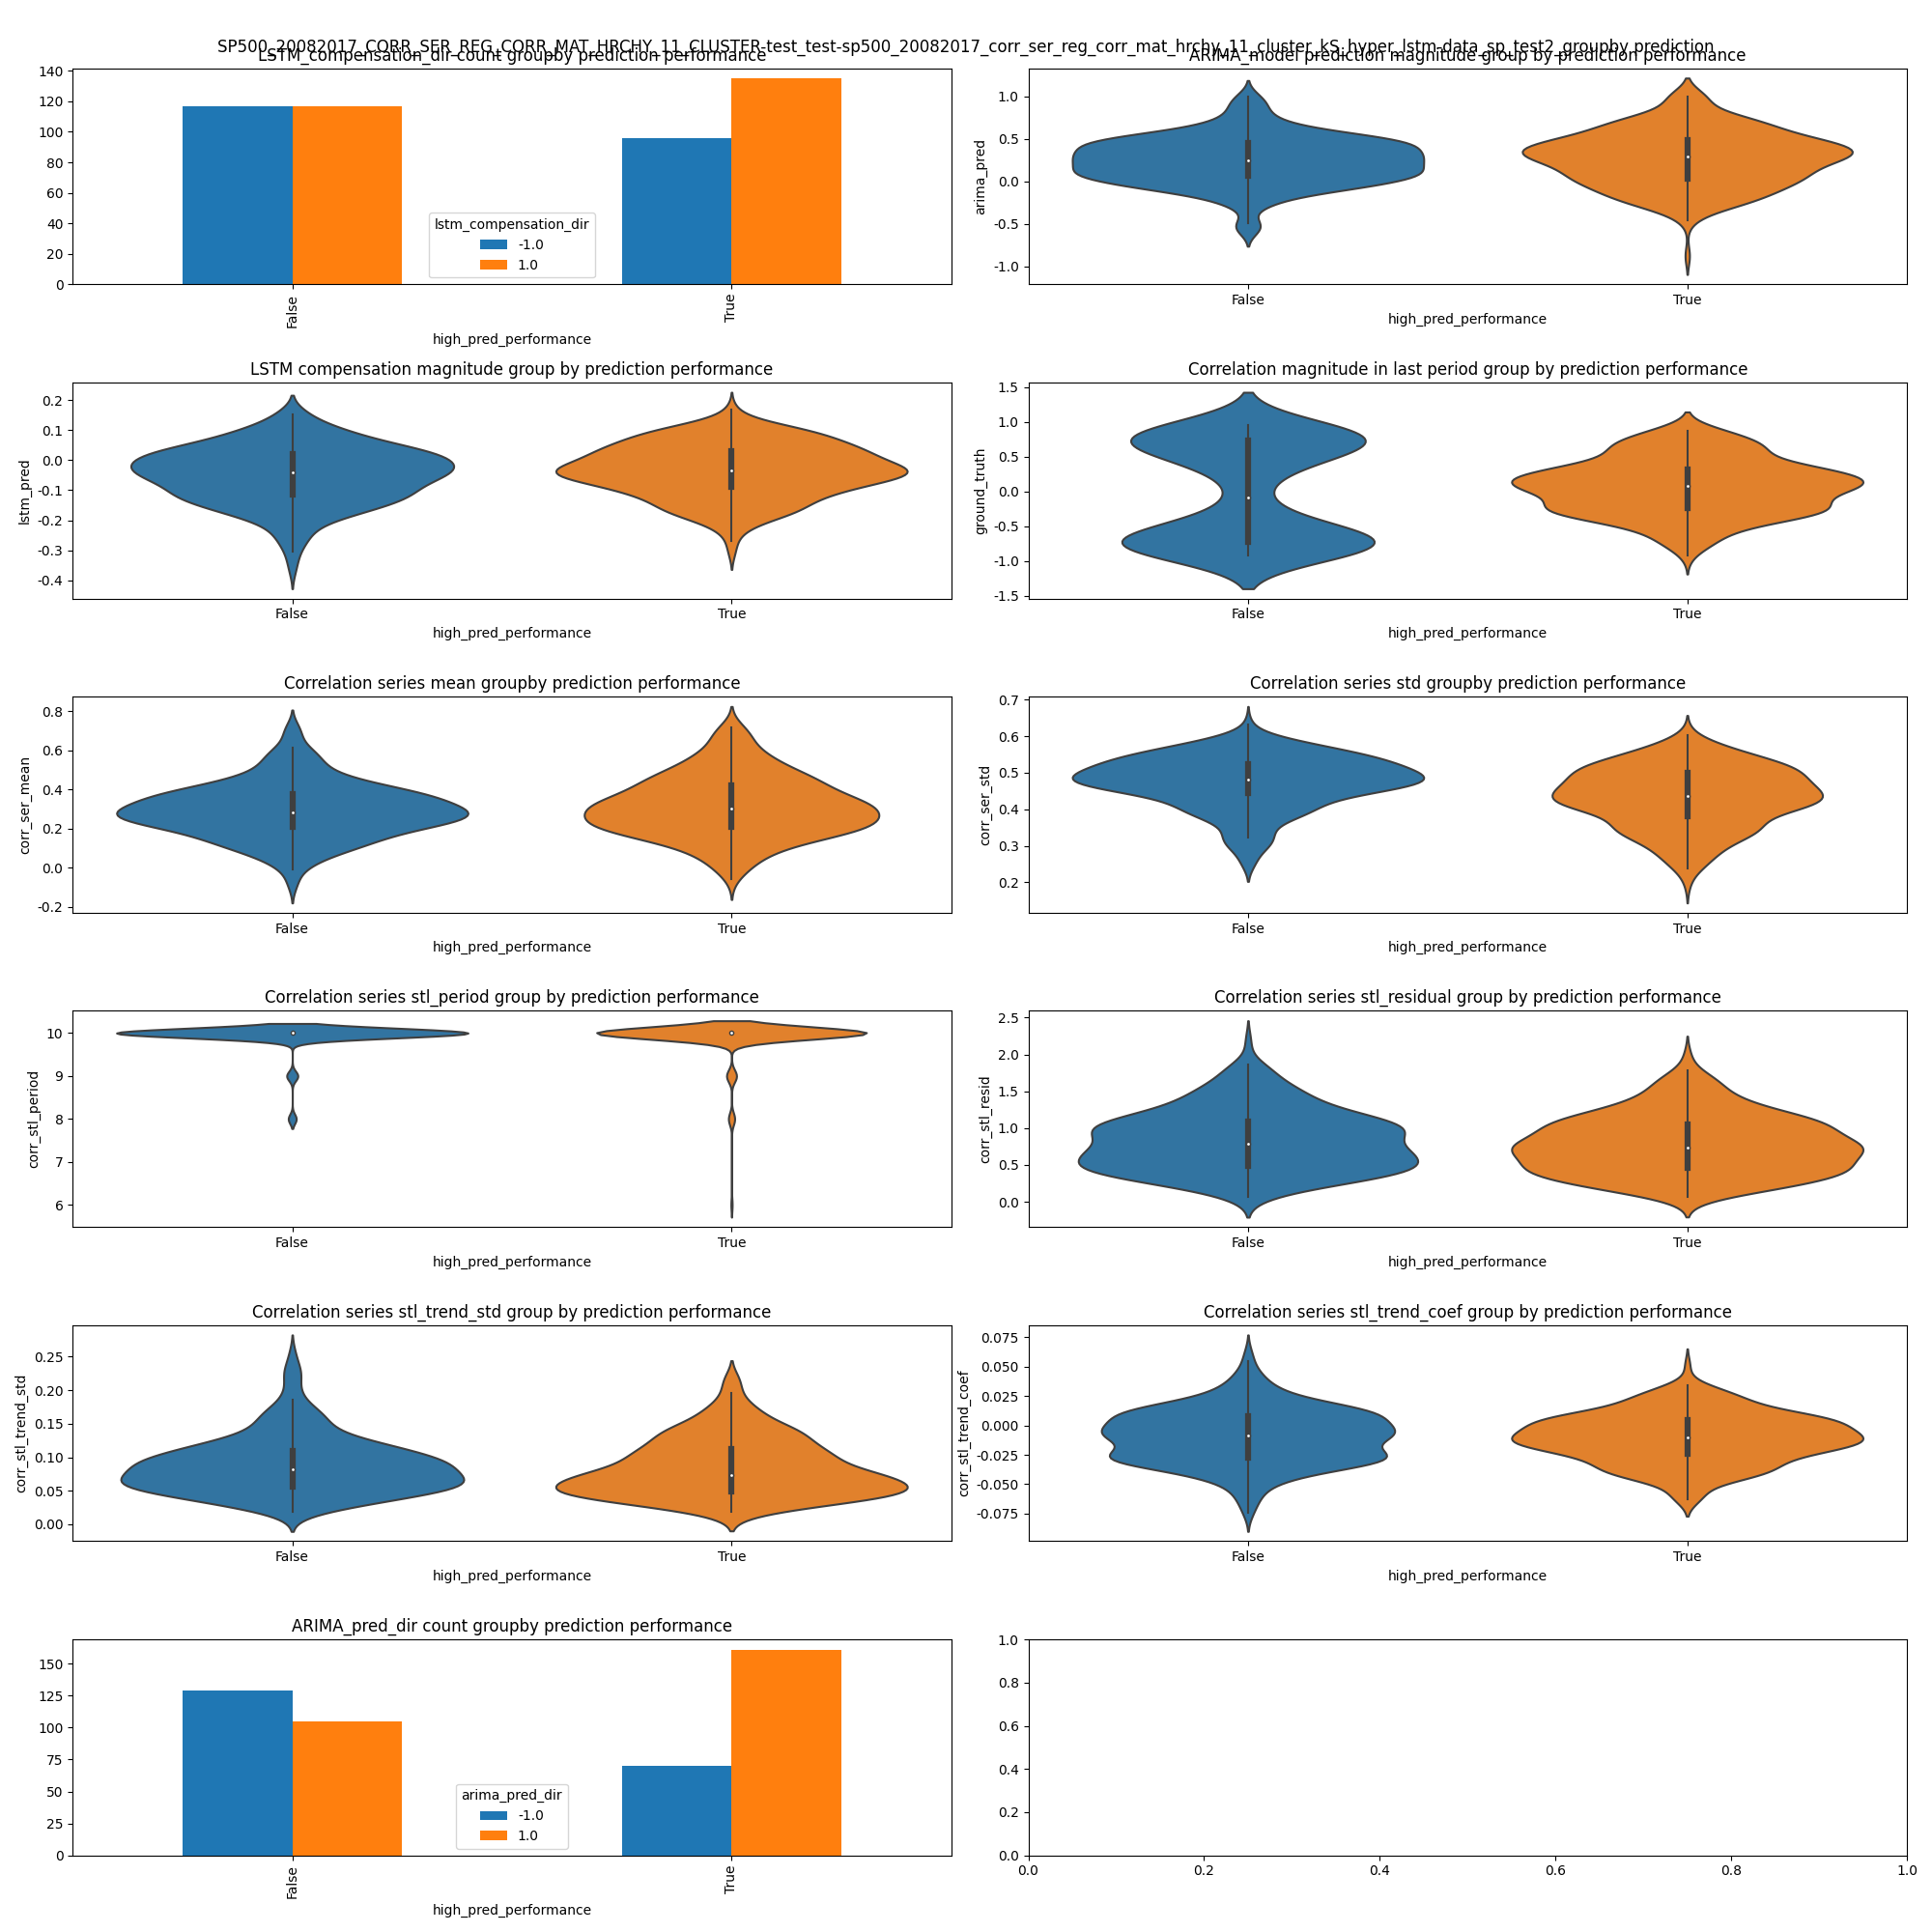 SP500_20082017_CORR_SER_REG_CORR_MAT_HRCHY_11_CLUSTER-test_test-sp500_20082017_corr_ser_reg_corr_mat_hrchy_11_cluster_kS_hyper_lstm-data_sp_test2_groupby prediction
LSTM_compensation_dir count groupby prediction performance
140
120
100
80
60
40
20
0
lstm_compensation_dir
-1.0
1.0
False
True
high_pred_performance
ARIMA_model prediction magnitude group by prediction performance
arima_pred
1.0
0.5
0.0
-0.5
-1.0
False
True
high_pred_performance
LSTM compensation magnitude group by prediction performance
lstm_pred
0.2
0.1
0.0
-0.1
-0.2
-0.3
-0.4
False
True
high_pred_performance
Correlation magnitude in last period group by prediction performance
ground_truth
1.5
1.0
0.5
0.0
-0.5
-1.0
-1.5
False
True
high_pred_performance
Correlation series mean groupby prediction performance
corr_ser_mean
0.8
0.6
0.4
0.2
0.0
-0.2
False
True
high_pred_performance
Correlation series std groupby prediction performance
corr_ser_std
0.7
0.6
0.5
0.4
0.3
0.2
False
True
high_pred_performance
Correlation series stl_period group by prediction performance
corr_stl_period
10
9
8
7
6
False
True
high_pred_performance
Correlation series stl_residual group by prediction performance
corr_stl_resid
2.5
2.0
1.5
1.0
0.5
0.0
False
True
high_pred_performance
Correlation series stl_trend_std group by prediction performance
corr_stl_trend_std
0.25
0.20
0.15
0.10
0.05
0.00
False
True
high_pred_performance
Correlation series stl_trend_coef group by prediction performance
corr_stl_trend_coef
0.075
0.050
0.025
0.000
-0.025
-0.050
-0.075
False
True
high_pred_performance
ARIMA_pred_dir count groupby prediction performance
150
125
100
75
50
25
0
arima_pred_dir
-1.0
1.0
False
True
high_pred_performance
1.0
0.8
0.6
0.4
0.2
0.0
0.0
0.2
0.4
0.6
0.8
1.0